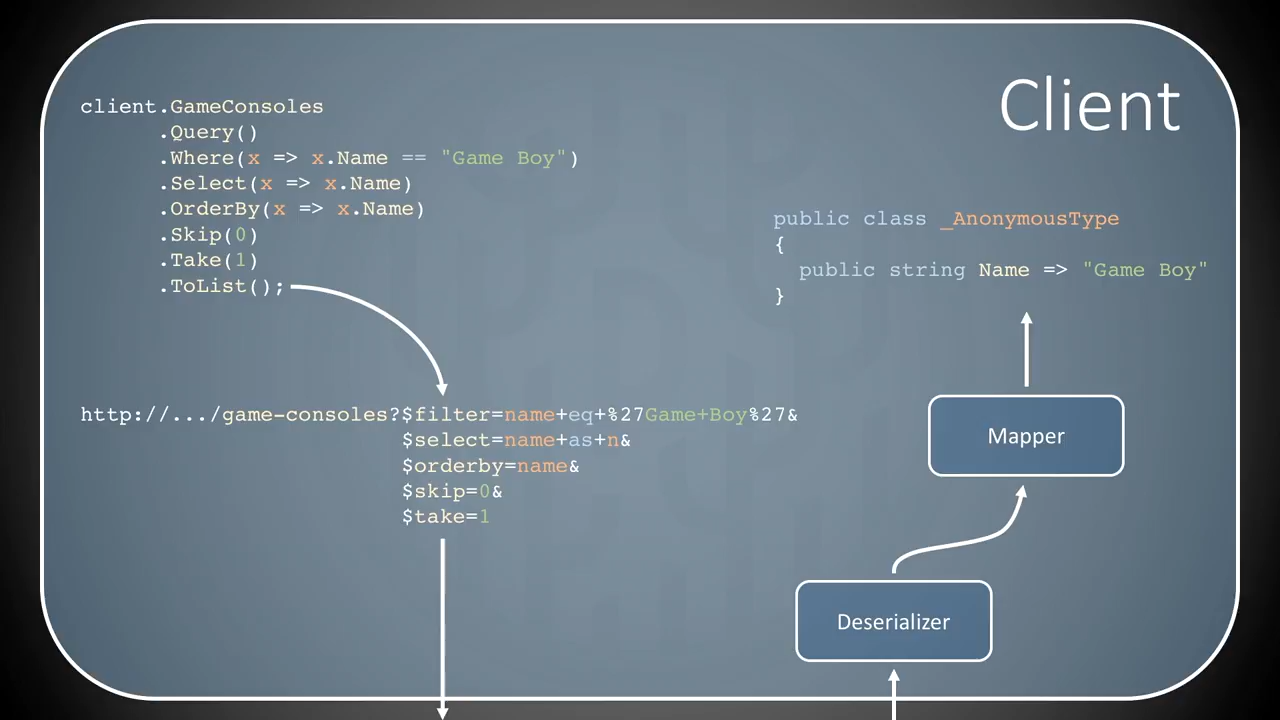 Client
client.GameConsoles
.Query()
.Where(x => x.Name == "Game Boy")
.Select(x => x.Name)
.OrderBy(x => x.Name)
.Skip(0)
.Take(1)
.ToList();
public class _AnonymousType
{
public string Name => "Game Boy"
}
http://.../game-consoles?$filter=name+eq+%27Game+Boy%27&
$select=name+as+n&
$orderby=name&
$skip=0&
$take=1
Mapper
Deserializer